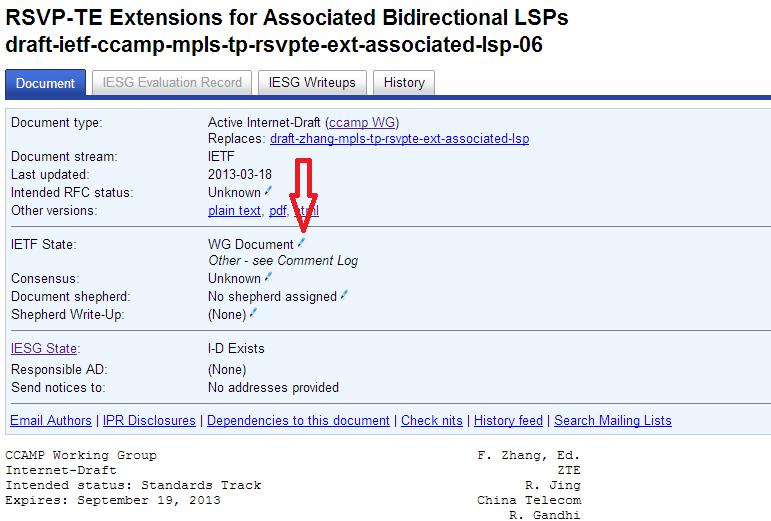 RSVP-TE Extensions for Associated Bidirectional LSPs
draft-ietf-ccamp-mpls-tp-rsvpte-ext-associated-lsp-06
Document IESG Evaluation Record IESG Writeups History
Document type: Active Internet-Draft (ccamp WG)
Replaces: draft-zhang-mpls-tp-rsvpte-ext-associated-lsp
Document stream: IETF
Last updated: 2013-03-18
Intended RFC status: Unknown
Other versions: plain text, pdf, html
IETF State: WG Document
Other - see Comment Log
Consensus: Unknown
Document shepherd: No shepherd assigned
Shepherd Write-Up: (None)
IESG State: I-D Exists
Responsible AD: (None)
Send notices to: No addresses provided
Email Authors | IPR Disclosures | Dependencies to this document | Check nits | History feed | Search Mailing Lists
CCAMP Working Group F. Zhang, Ed.
Internet-Draft ZTE
Intended status: Standards Track R. Jing
Expires: September 19, 2013 China Telecom
R. Gandhi